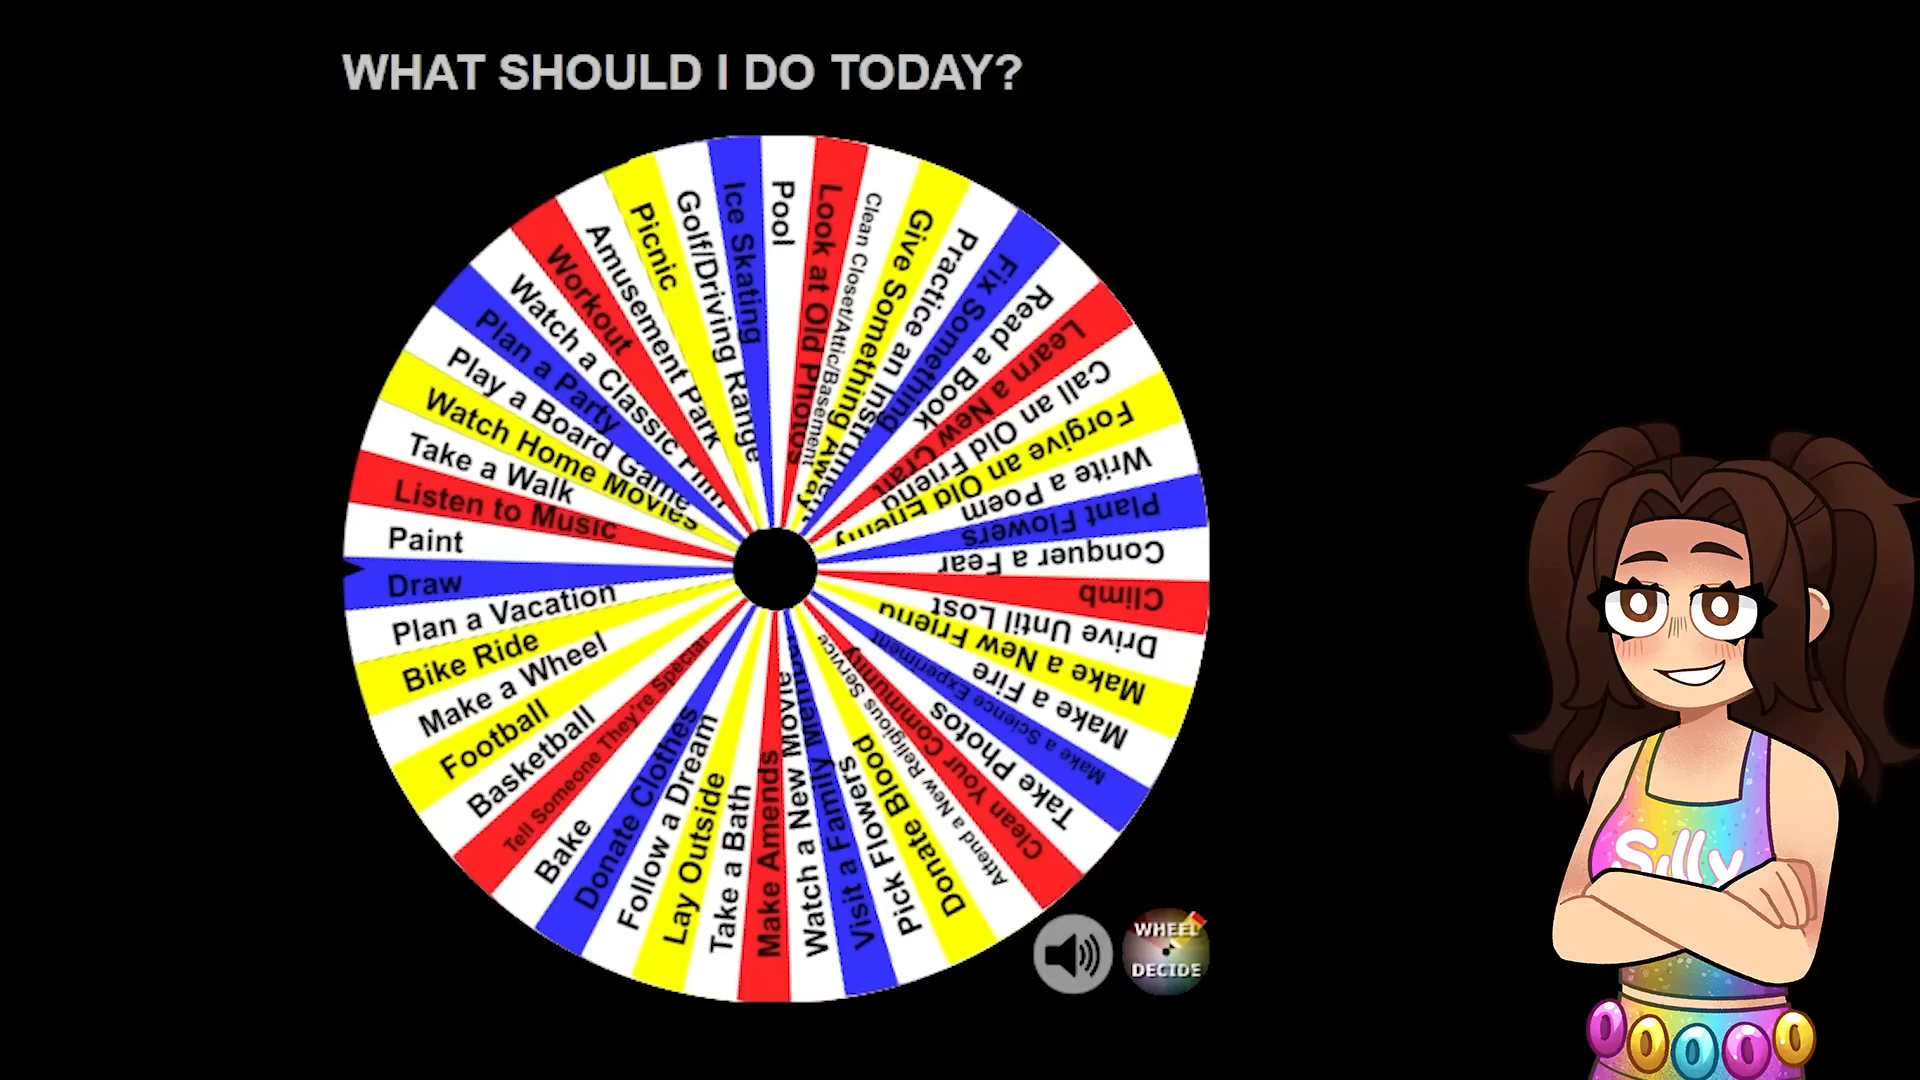 WHAT SHOULD I DO TODAY?
Pool
Look at Old Photos
Clean Closet/Attic/Basement
Give Something Away
Practice an Instrument
Fix Something
Read a Book
Learn a New Craft
Call an Old Friend
Forgive an Old Enemy
Write a Poem
Plant Flowers
Conquer a Fear
Climb
Drive Until Lost
Make a New Friend
Make a Fire
Make a Science Experiment
Take Photos
Clean Your Community
Attend a New Religious Service
Donate Blood
Pick Flowers
Visit a Family Member
Watch a New Movie
Make Amends
Take a Bath
Lay Outside
Follow a Dream
Donate Clothes
Bake
Tell Someone They're Special
Basketball
Football
Make a Wheel
Bike Ride
Plan a Vacation
Draw
Paint
Listen to Music
Take a Walk
Watch Home Movies
Play a Board Game
Plan a Party
Watch a Classic Film
Workout
Amusement Park
Picnic
Golf/Driving Range
Ice Skating
WHEEL
DECIDE
Silly